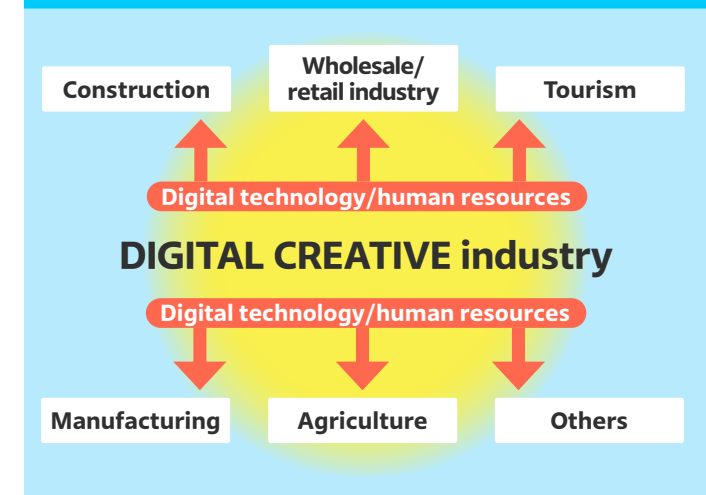 Construction
Wholesale/
retail industry
Tourism
Digital technology/human resources
DIGITAL CREATIVE industry
Digital technology/human resources
Manufacturing
Agriculture
Others